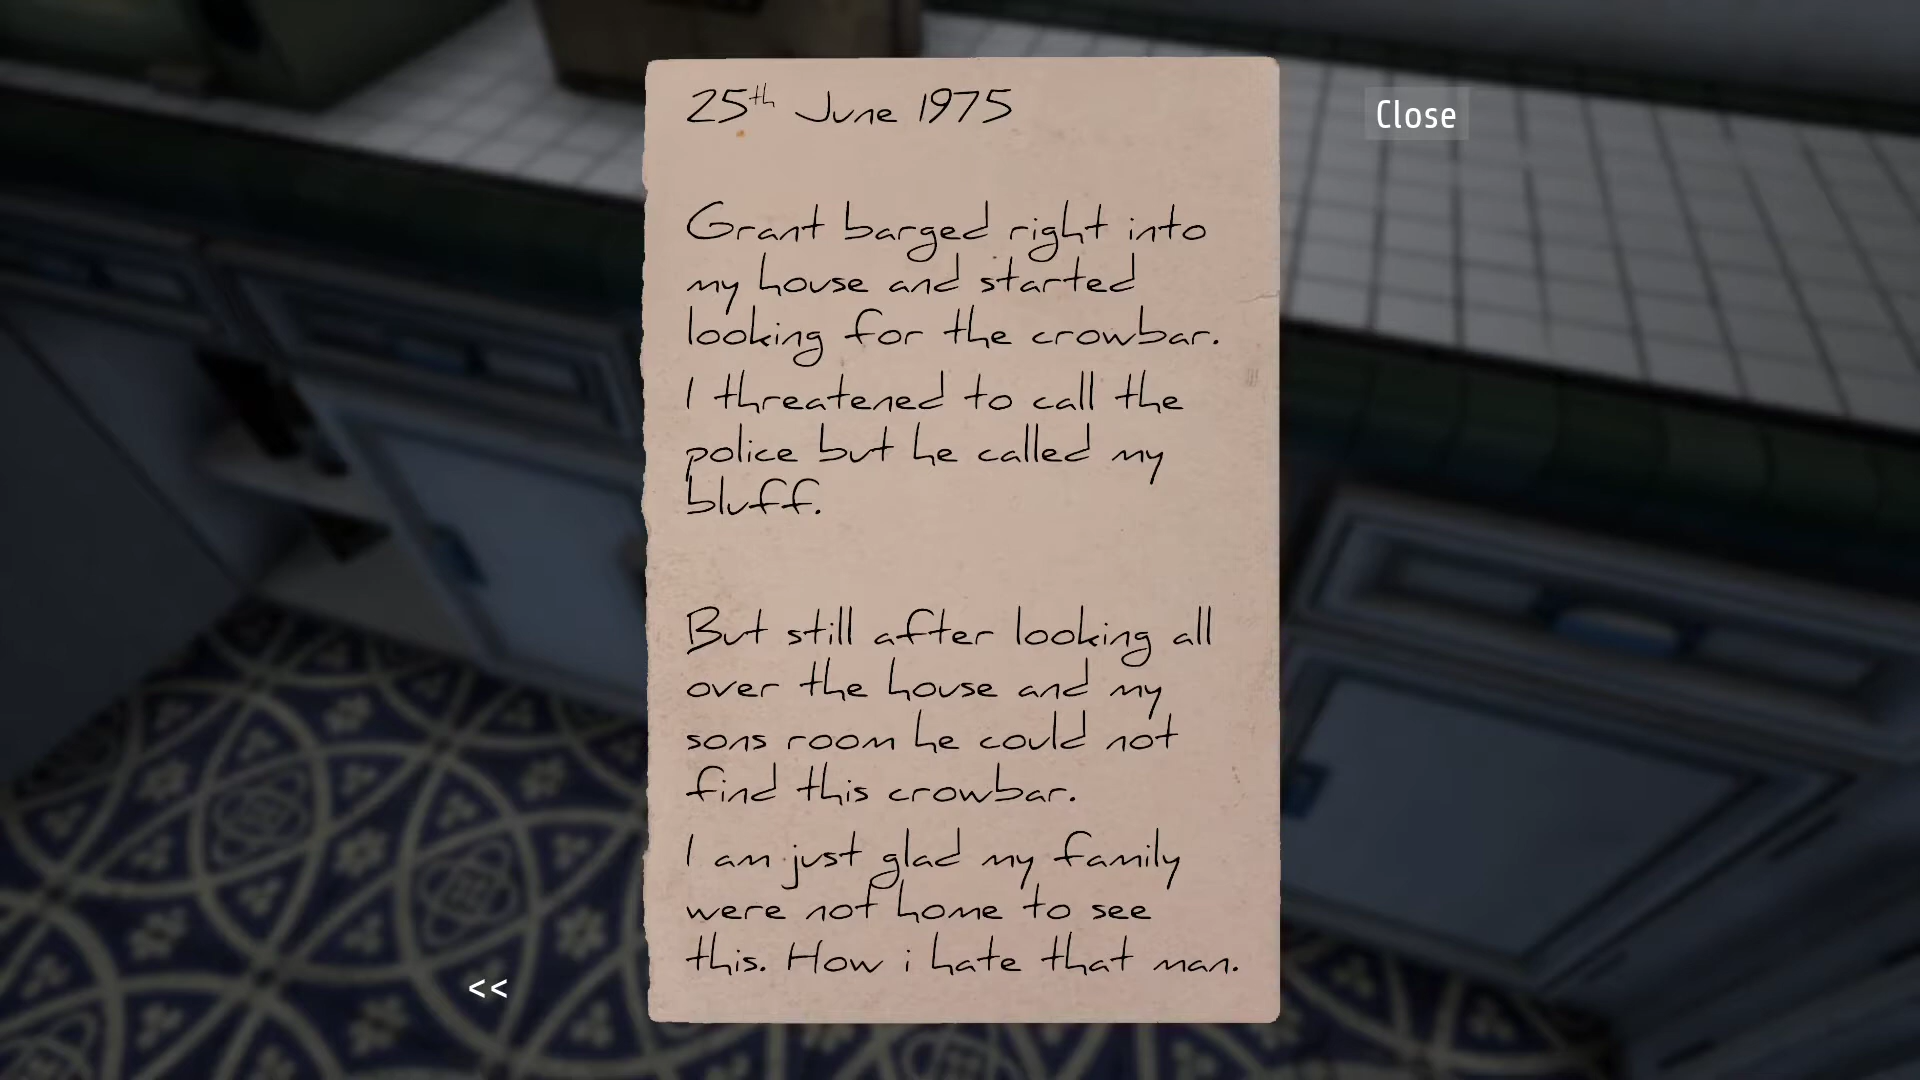 25th June 1975
Close
Grant barged right into
my house and started
looking for the crowbar.
I threatened to call the
police but he called my
bluff.
But still after looking all
over the house and my
sons room he could not
find this crowbar.
I am just glad my family
were not home to see
this. How i hate that man.
<<